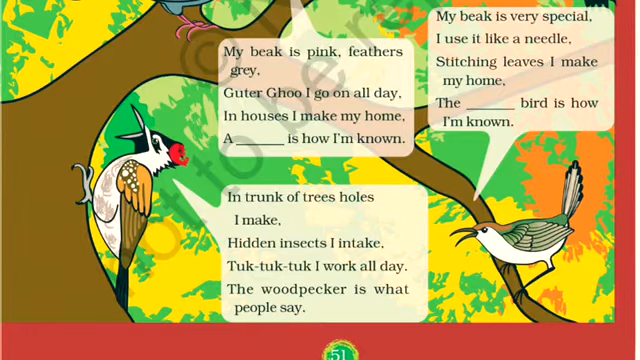 My beak is pink, feathers
grey,
Guter Ghoo I go on all day,
In houses I make my home,
A _______ is how I'm known.
My beak is very special,
I use it like a needle,
Stitching leaves I make
my home,
The _______ bird is how
I'm known.
In trunk of trees holes
I make,
Hidden insects I intake,
Tuk-tuk-tuk I work all day.
The woodpecker is what
people say.
51